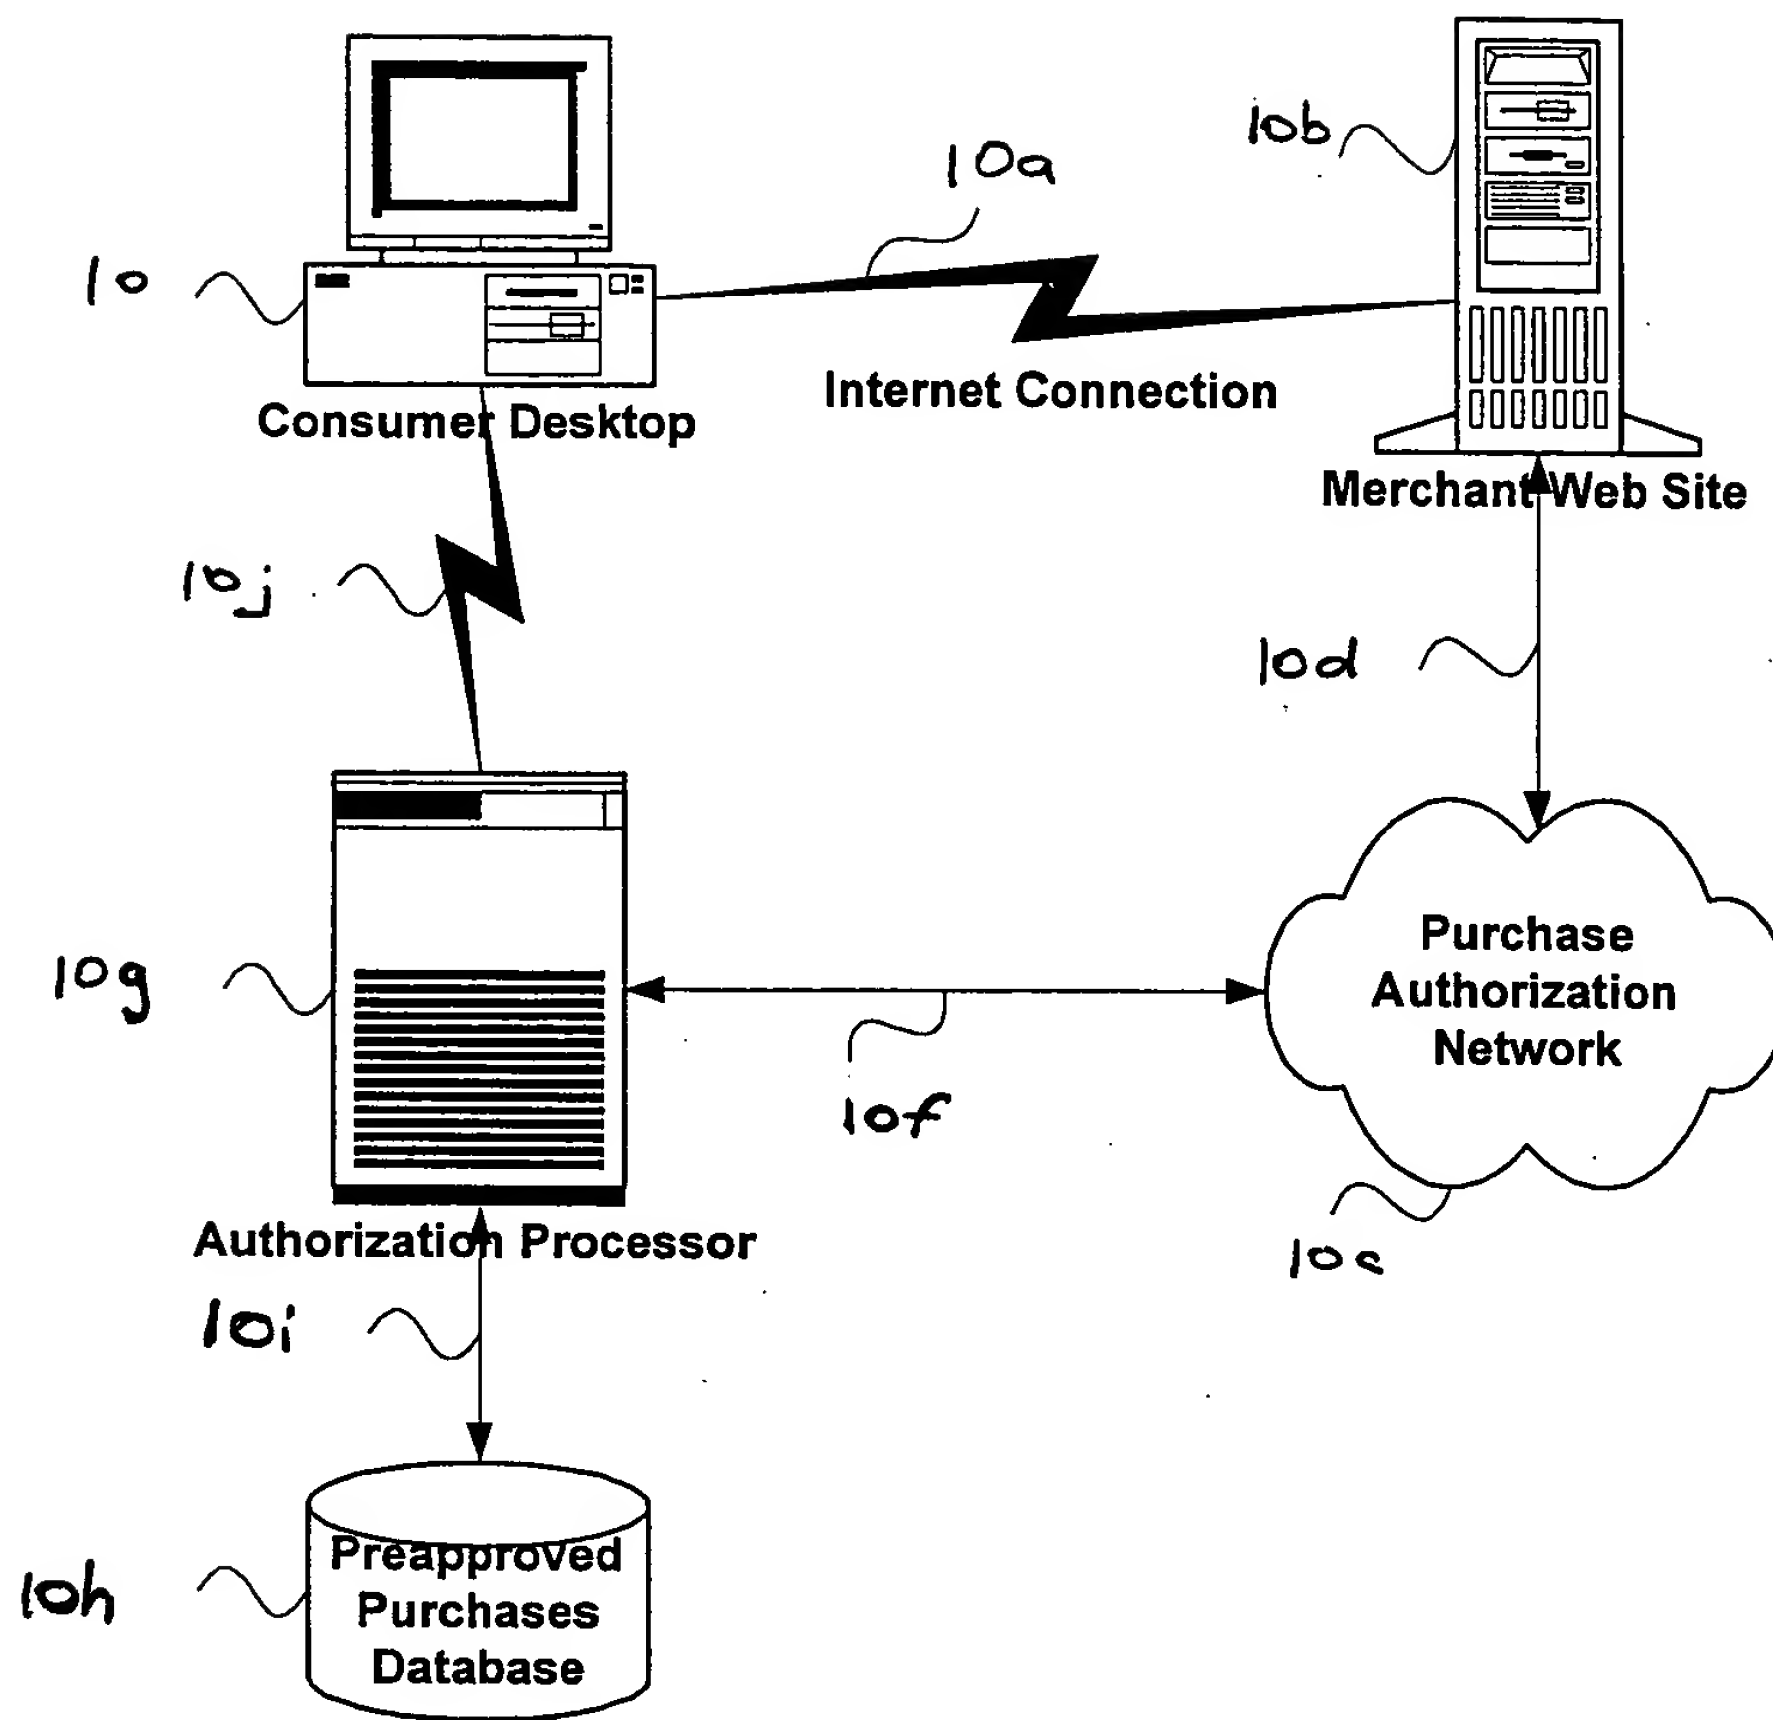 10
10a
10b
Internet Connection
Consumer Desktop
Merchant Web Site
10j
10d
Purchase
Authorization
Network
10g
10f
Authorization Processor
10i
Preapproved
Purchases
Database
10h